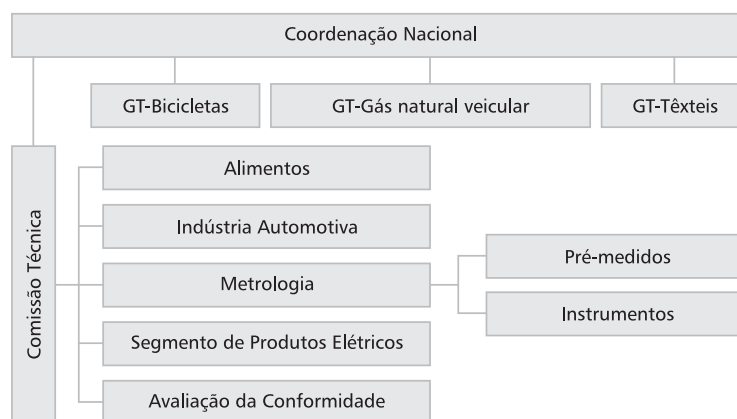 Coordenação Nacional
GT-Bicicletas
GT-Gás natural veicular
GT-Têxteis
Comissão Técnica
Alimentos
Indústria Automotiva
Metrologia
Segmento de Produtos Elétricos
Avaliação da Conformidade
Pré-medidos
Instrumentos